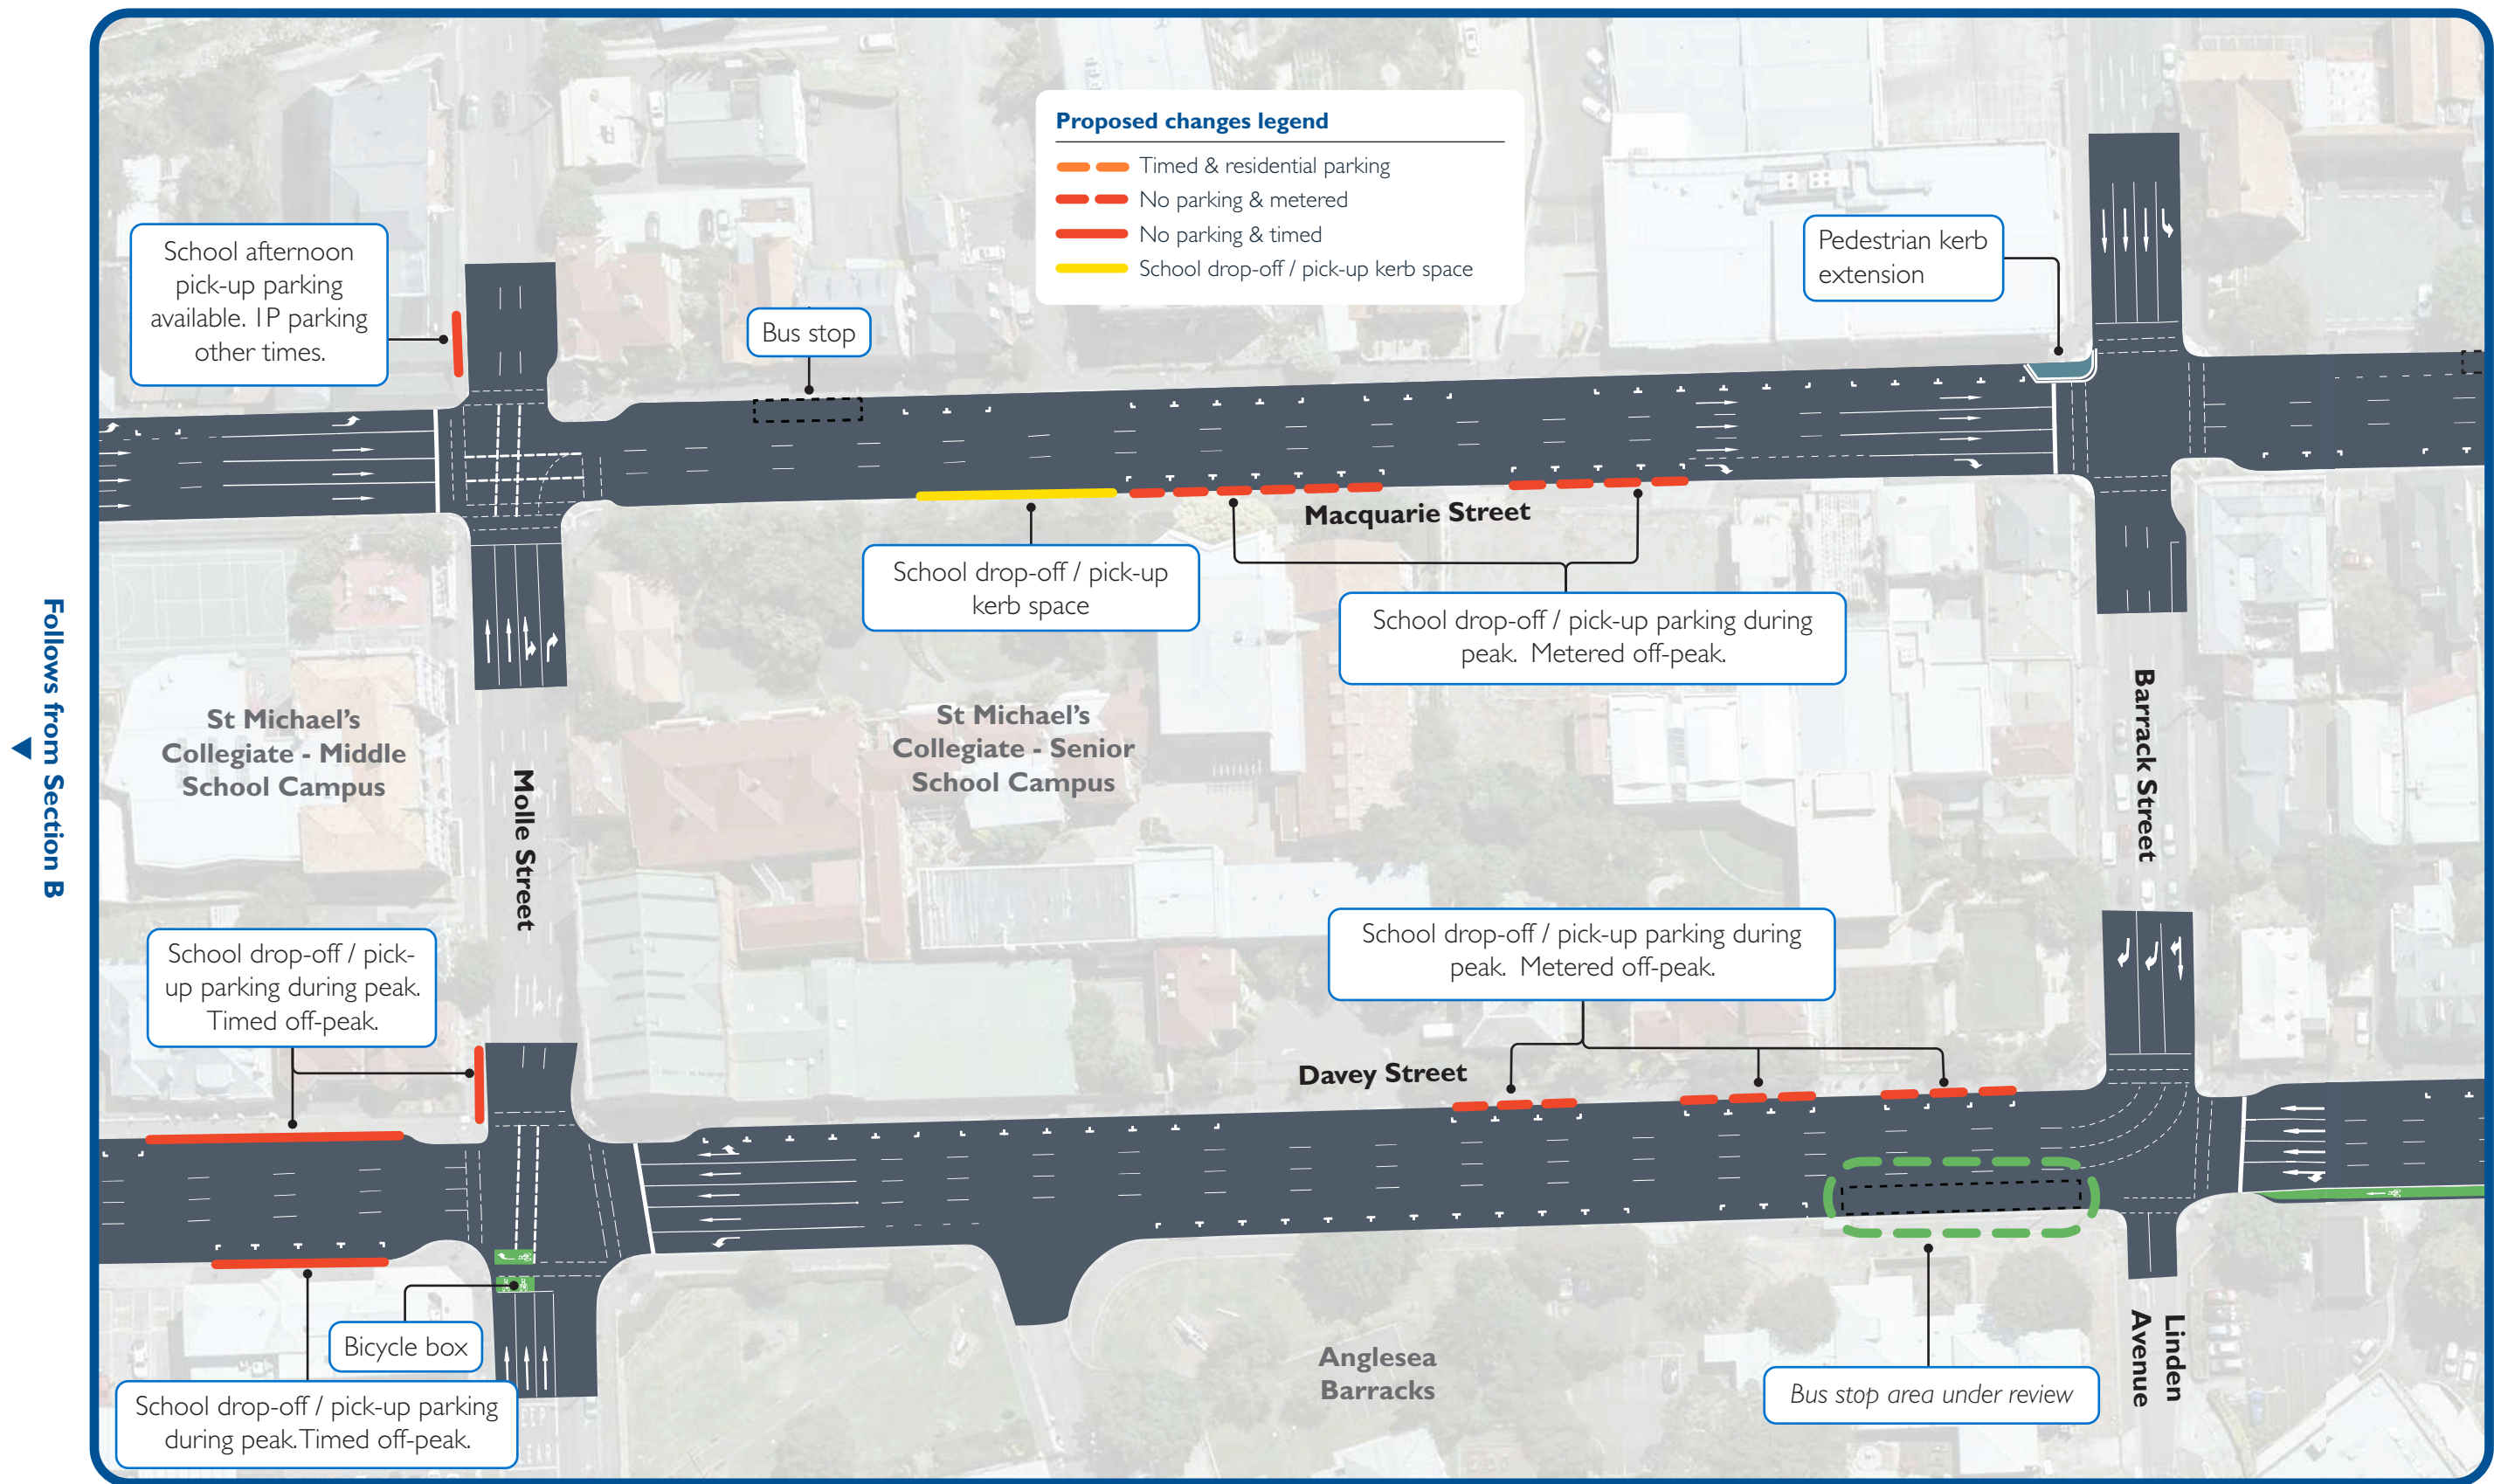 Proposed changes legend
Timed & residential parking
No parking & metered
No parking & timed
School drop-off / pick-up kerb space
School afternoon
pick-up parking
available. 1P parking
other times.
Bus stop
Pedestrian kerb
extension
Macquarie Street
School drop-off / pick-up
kerb space
School drop-off / pick-up parking during
peak.  Metered off-peak.
Follows from Section B
St Michael's
Collegiate - Middle
School Campus
Molle Street
St Michael's
Collegiate - Senior
School Campus
Barrack Street
School drop-off / pick-
up parking during peak.
Timed off-peak.
School drop-off / pick-up parking during
peak.  Metered off-peak.
Davey Street
Bicycle box
School drop-off / pick-up parking
during peak. Timed off-peak.
Anglesea
Barracks
Bus stop area under review
Linden
Avenue